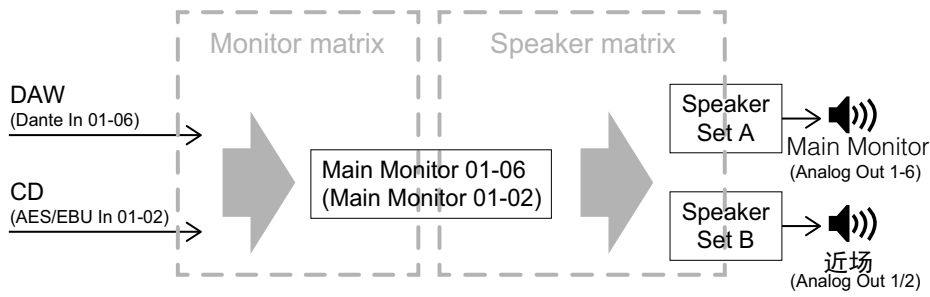 Monitor matrix
Speaker matrix
DAW
(Dante In 01-06)
CD
(AES/EBU In 01-02)
Main Monitor 01-06
(Main Monitor 01-02)
Speaker
Set A
Main Monitor
(Analog Out 1-6)
Speaker
Set B
近场
(Analog Out 1/2)